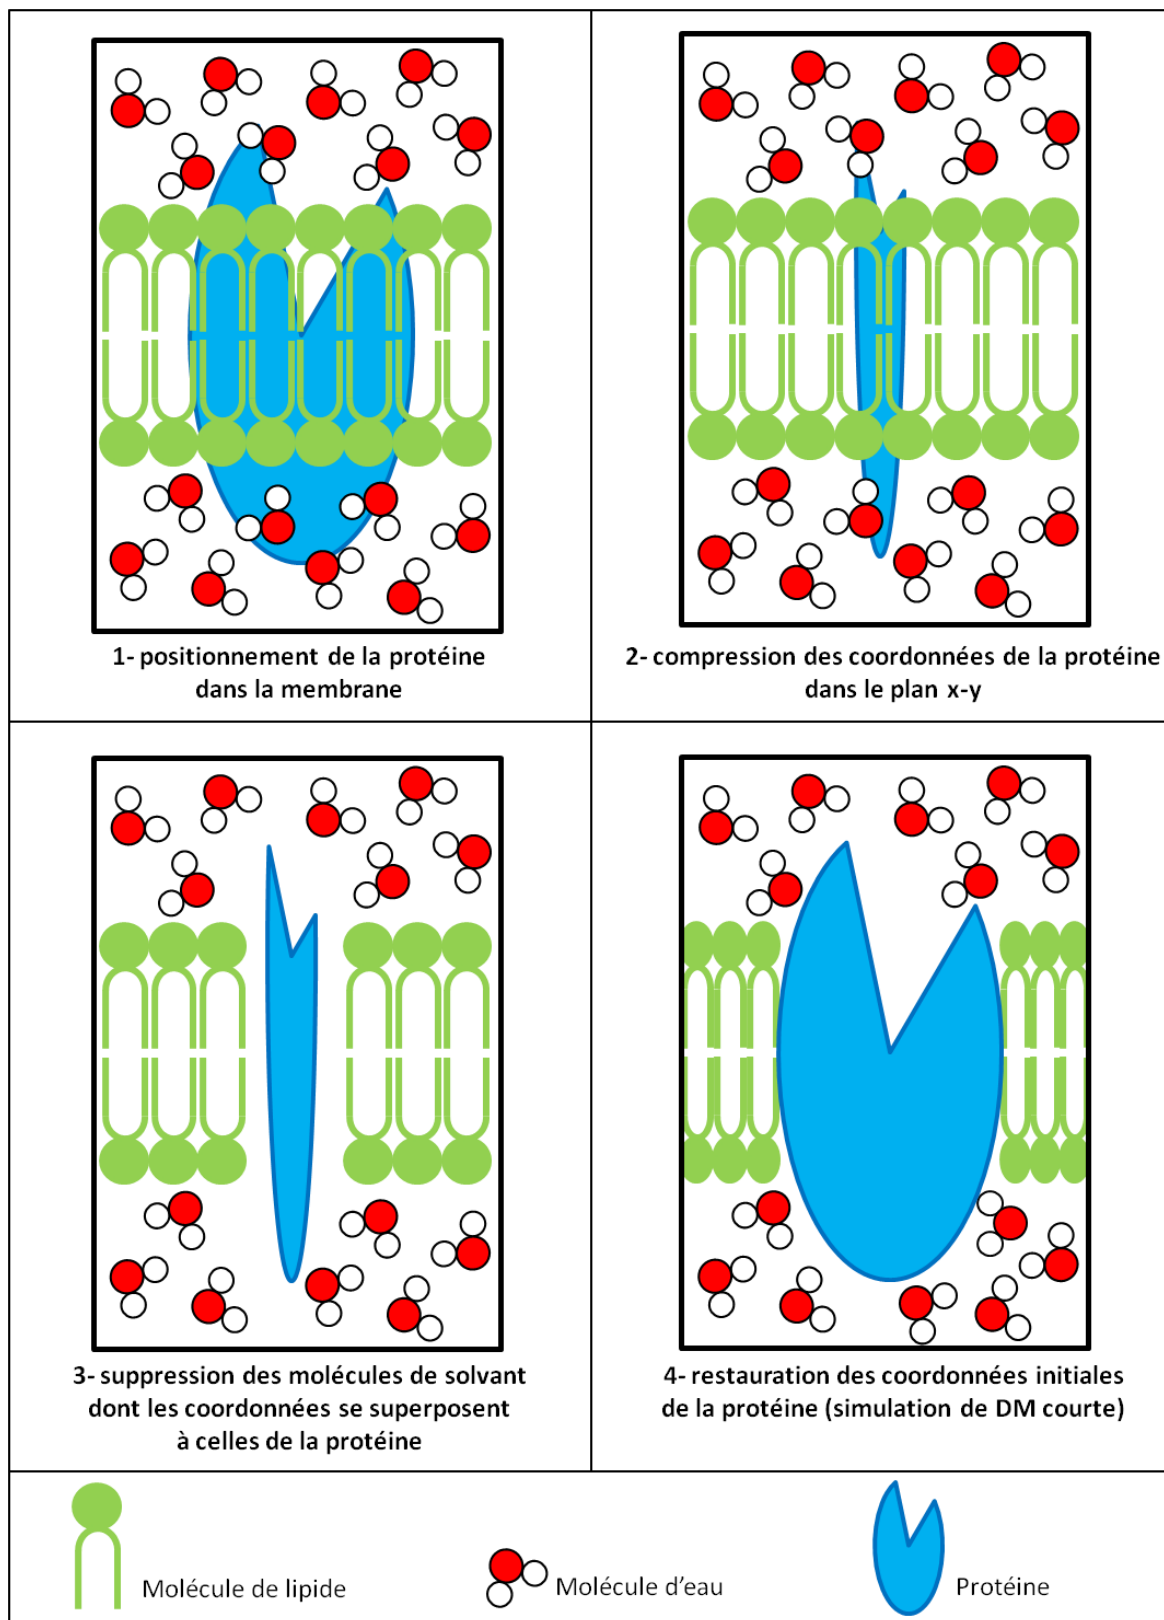 1- positionnement de la protéine
dans la membrane
2- compression des coordonnées de la protéine
dans le plan x-y
3- suppression des molécules de solvant
dont les coordonnées se superposent
à celles de la protéine
4- restauration des coordonnées initiales
de la protéine (simulation de DM courte)
Molécule de lipide
Molécule d'eau
Protéine